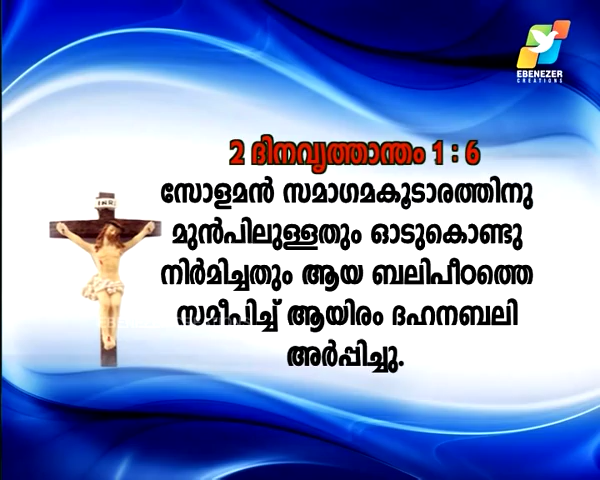 EBENEZER
CREATIONS
2 ദിനവൃത്താന്തം 1 : 6
സോളമൻ സമാഗമകൂടാരത്തിനു
മുൻപിലുള്ളതും ഓടുകൊണ്ടു
നിർമിച്ചതും ആയ ബലിപീഠത്തെ
സമീപിച്ച് ആയിരം ദഹനബലി
അർപ്പിച്ചു.